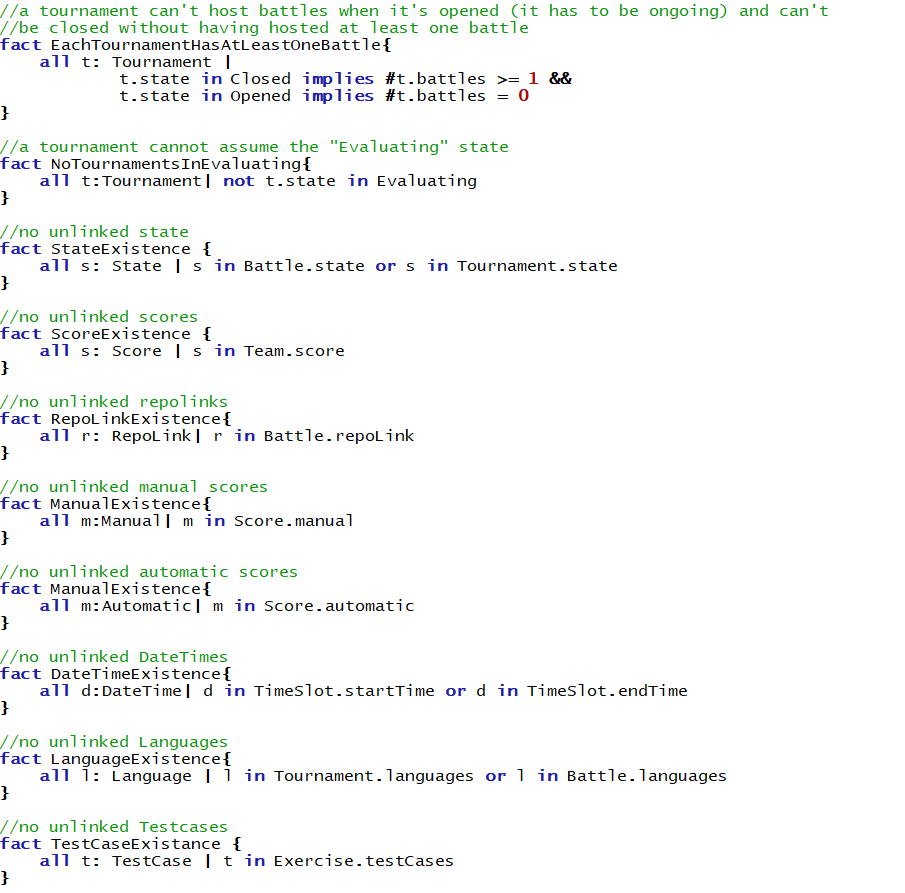 //a tournament can't host battles when it's opened (it has to be ongoing) and can't
//be closed without having hosted at least one battle
fact EachTournamentHasAtLeastOneBattle{
    all t: Tournament |
            t.state in Closed implies #t.battles >= 1 &&
            t.state in Opened implies #t.battles = 0
}

//a tournament cannot assume the "Evaluating" state
fact NoTournamentsInEvaluating{
    all t:Tournament| not t.state in Evaluating
}

//no unlinked state
fact StateExistence {
    all s: State | s in Battle.state or s in Tournament.state
}

//no unlinked scores
fact ScoreExistence {
    all s: Score | s in Team.score
}

//no unlinked repolinks
fact RepoLinkExistence{
    all r: RepoLink| r in Battle.repoLink
}

//no unlinked manual scores
fact ManualExistence{
    all m:Manual| m in Score.manual
}

//no unlinked automatic scores
fact ManualExistence{
    all m:Automatic| m in Score.automatic
}

//no unlinked DateTimes
fact DateTimeExistence{
    all d:DateTime| d in TimeSlot.startTime or d in TimeSlot.endTime
}

//no unlinked Languages
fact LanguageExistence{
    all l: Language | l in Tournament.languages or l in Battle.languages
}

//no unlinked Testcases
fact TestCaseExistance {
    all t: TestCase | t in Exercise.testCases
}